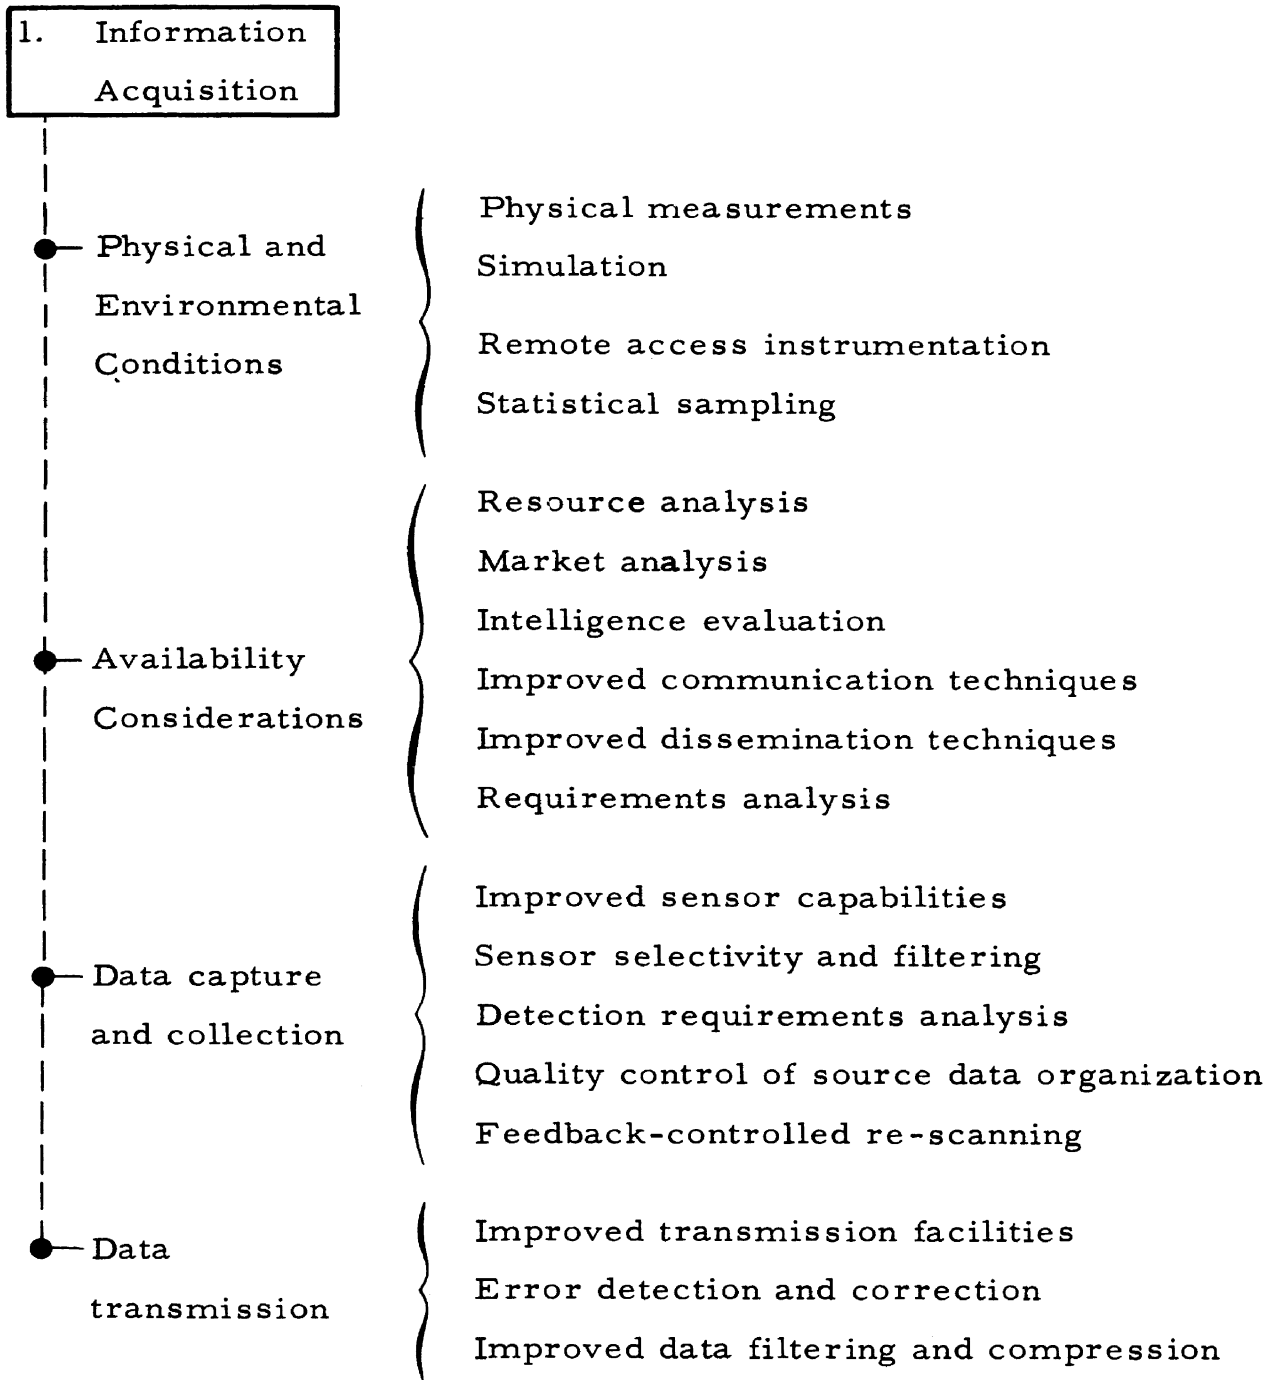 1. Information
Acquisition
Physical and
Environmental
Conditions
Physical measurements
Simulation
Remote access instrumentation
Statistical sampling
Availability
Considerations
Resource analysis
Market analysis
Intelligence evaluation
Improved communication techniques
Improved dissemination techniques
Requirements analysis
Data capture
and collection
Improved sensor capabilities
Sensor selectivity and filtering
Detection requirements analysis
Quality control of source data organization
Feedback-controlled re-scanning
Data
transmission
Improved transmission facilities
Error detection and correction
Improved data filtering and compression